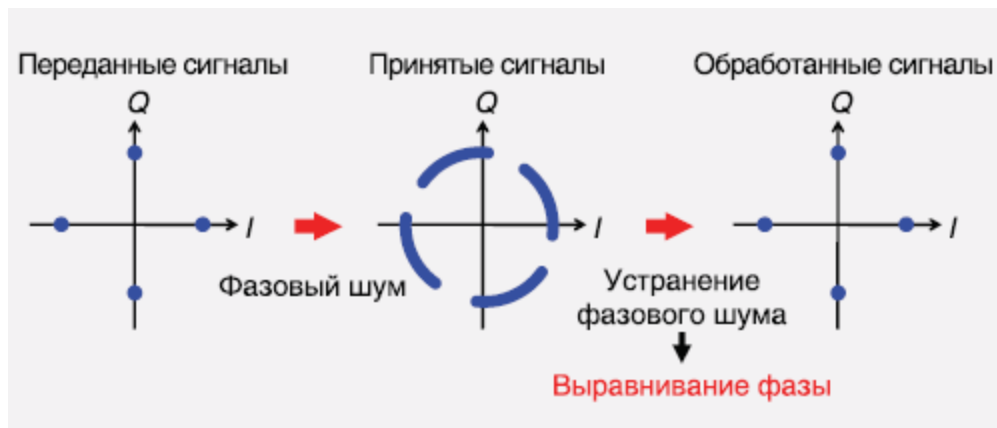 Переданные сигналы
Принятые сигналы
Обработанные сигналы
Q
Q
Q
I
I
I
Фазовый шум
Устранение
фазового шума
Выравнивание фазы